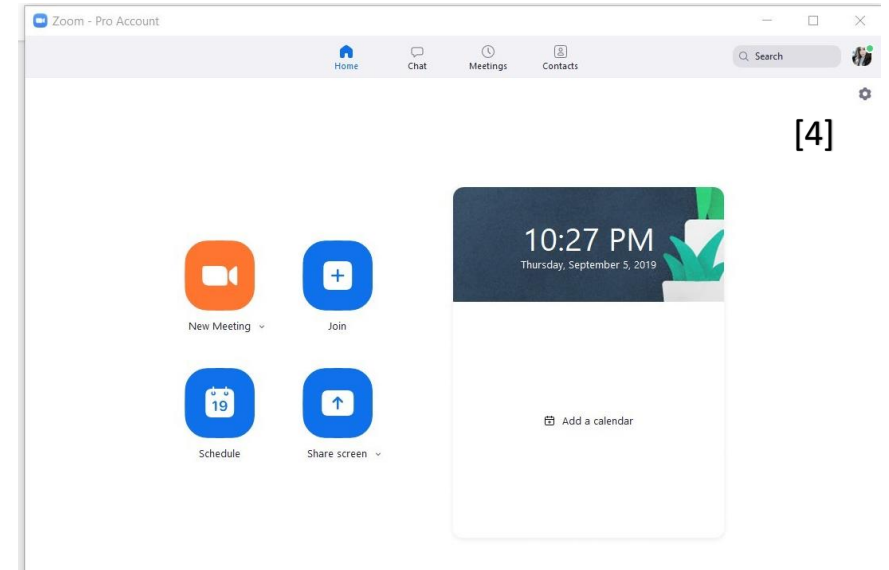 Zoom - Pro Account
Home Chat Meetings Contacts Search
[4]
10:27 PM
Thursday, September 5, 2019
New Meeting Join
19
Schedule Share screen
Add a calendar